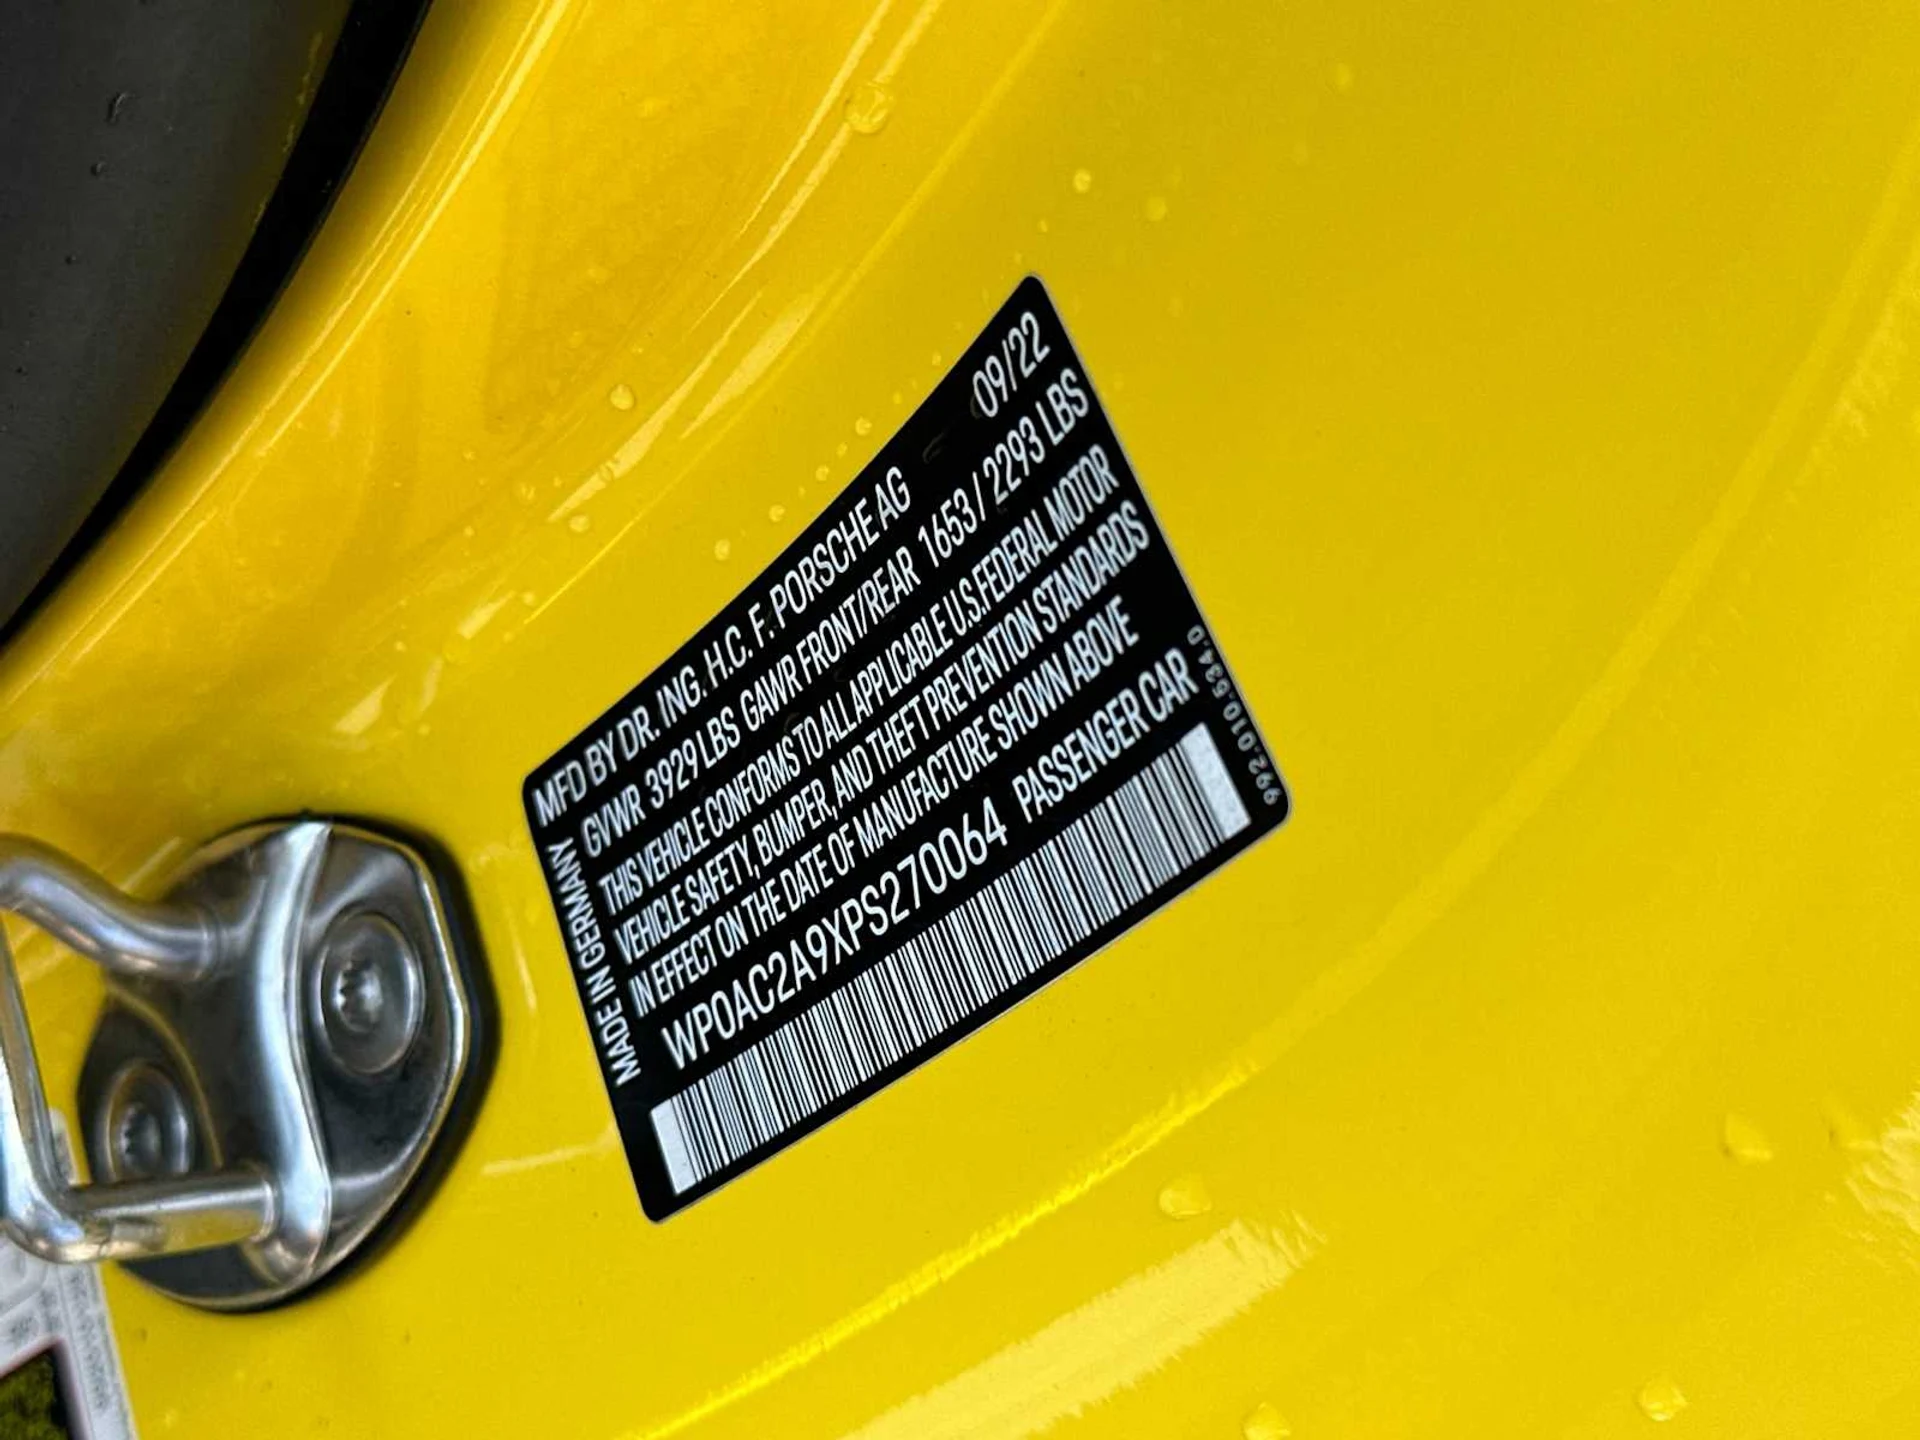 MFD BY DR. ING. H.C. F. PORSCHE AG 09/22
GVWR 3929 LBS GAWR FRONT/REAR 1653 / 2293 LBS
THIS VEHICLE CONFORMS TO ALL APPLICABLE U.S. FEDERAL MOTOR
VEHICLE SAFETY, BUMPER, AND THEFT PREVENTION STANDARDS
IN EFFECT ON THE DATE OF MANUFACTURE SHOWN ABOVE
WP0AC2A9XPS270064 PASSENGER CAR
MADE IN GERMANY
992.010.534.0